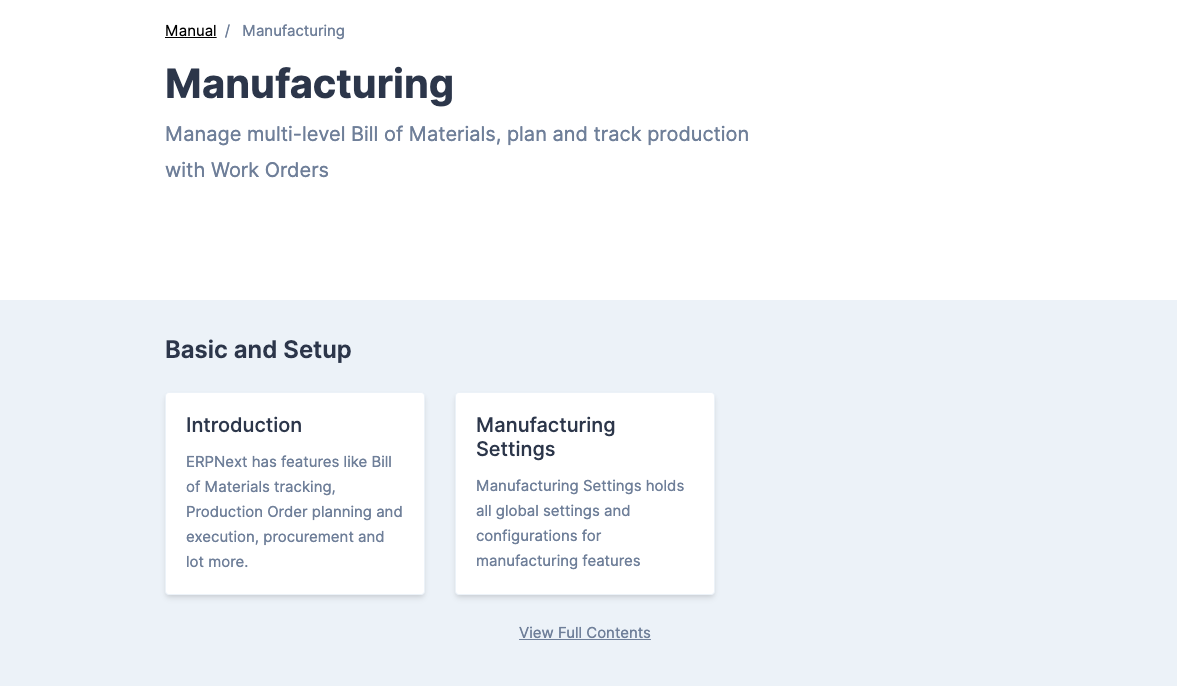 Manual / Manufacturing
Manufacturing
Manage multi-level Bill of Materials, plan and track production
with Work Orders
Basic and Setup
Introduction
ERPNext has features like Bill
of Materials tracking,
Production Order planning and
execution, procurement and
lot more.
Manufacturing
Settings
Manufacturing Settings holds
all global settings and
configurations for
manufacturing features
View Full Contents